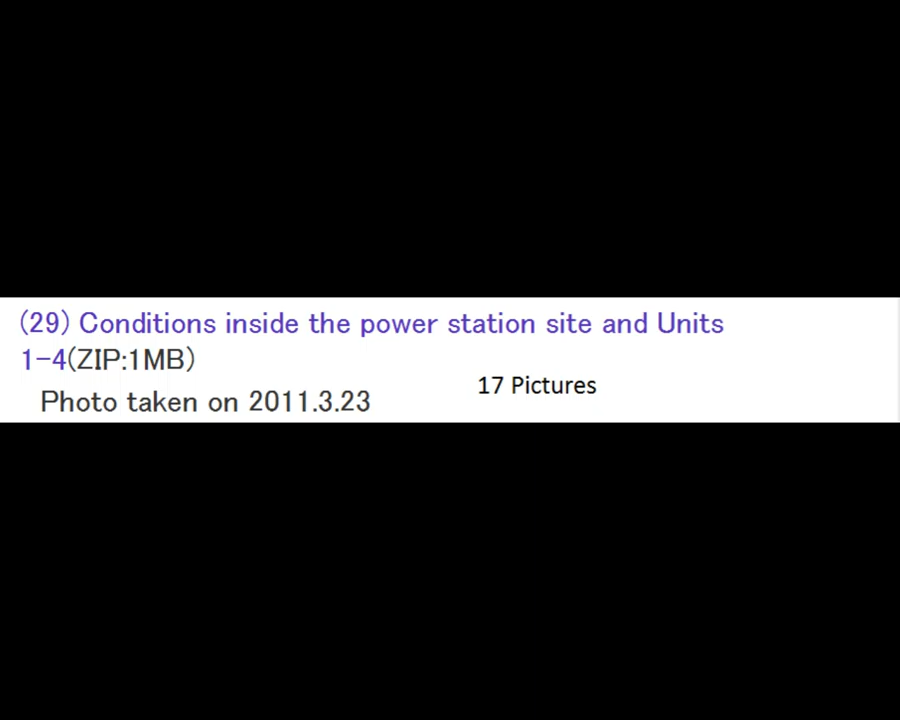 (29) Conditions inside the power station site and Units
1-4(ZIP:1MB)
Photo taken on 2011.3.23
17 Pictures